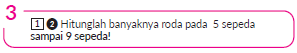 3
1 2 Hitunglah banyaknya roda pada 5 sepeda
sampai 9 sepeda!